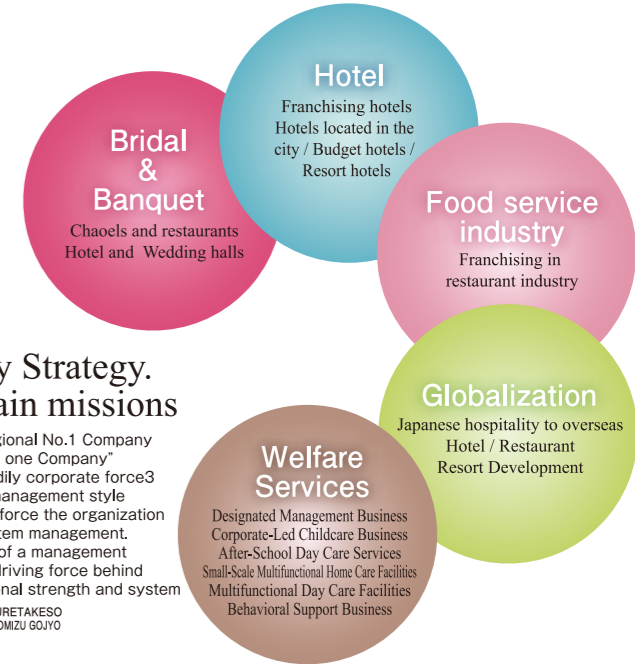 Hotel
Franchising hotels
Hotels located in the
city / Budget hotels /
Resort hotels
Bridal
&
Banquet
Chaoels and restaurants
Hotel and Wedding halls
Food service
industry
Franchising in
restaurant industry
Globalization
Japanese hospitality to overseas
Hotel / Restaurant
Resort Development
Welfare
Services
Designated Management Business
Corporate-Led Childcare Business
After-School Day Care Services
Small-Scale Multifunctional Home Care Facilities
Multifunctional Day Care Facilities
Behavioral Support Business
y Strategy.
ain missions
gional No.1 Company
one Company”
dily corporate force3
management style
force the organization
tem management.
of a management
driving force behind
onal strength and system
URETAKESO
OMIZU GOJYO